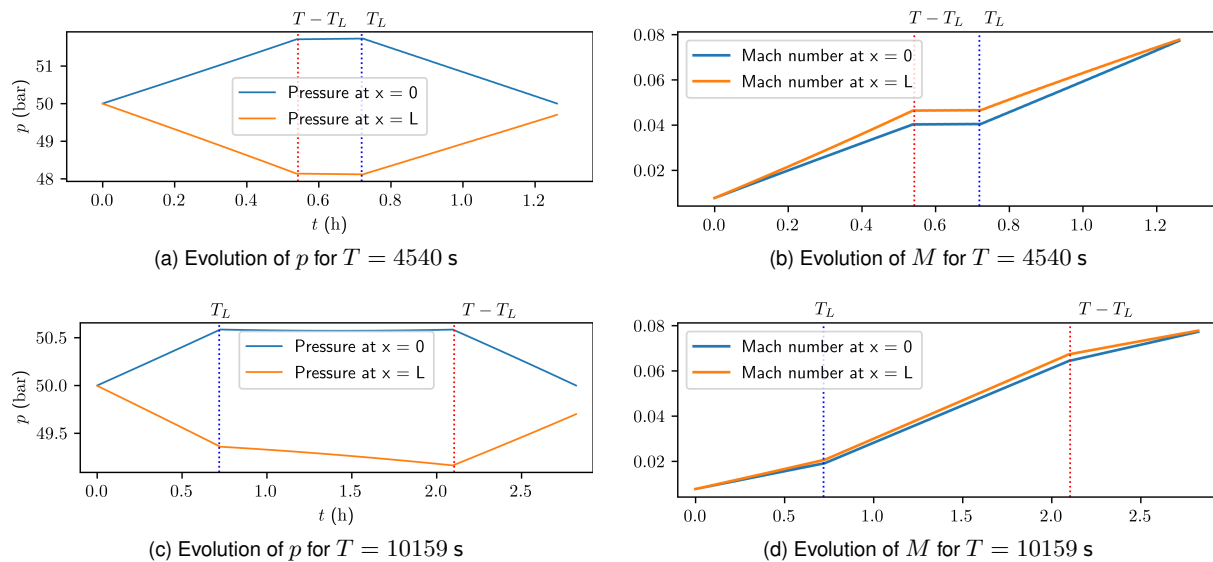 $T - T_L$ $T_L$
51
50
48
$p$ (bar)
Pressure at x = 0
Pressure at x = L
0.0 0.2 0.4 0.6 0.8 1.0 1.2
$t$ (h)
(a) Evolution of $p$ for $T = 4540$ s
$T - T_L$ $T_L$
0.08
0.06
0.04
0.02
Mach number at x = 0
Mach number at x = L
0.0 0.2 0.4 0.6 0.8 1.0 1.2
(b) Evolution of $M$ for $T = 4540$ s
$T_L$ $T - T_L$
50.5
50.0
49.5
$p$ (bar)
Pressure at x = 0
Pressure at x = L
0.0 0.5 1.0 1.5 2.0 2.5
$t$ (h)
(c) Evolution of $p$ for $T = 10159$ s
$T_L$ $T - T_L$
0.08
0.06
0.04
0.02
Mach number at x = 0
Mach number at x = L
0.0 0.5 1.0 1.5 2.0 2.5
(d) Evolution of $M$ for $T = 10159$ s